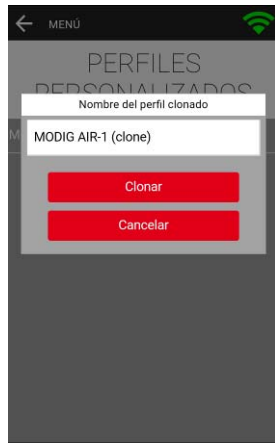 MENÚ
PERFILES
PERSONALIZADOS
Nombre del perfil clonado
M
MODIG AIR-1 (clone)
Clonar
Cancelar